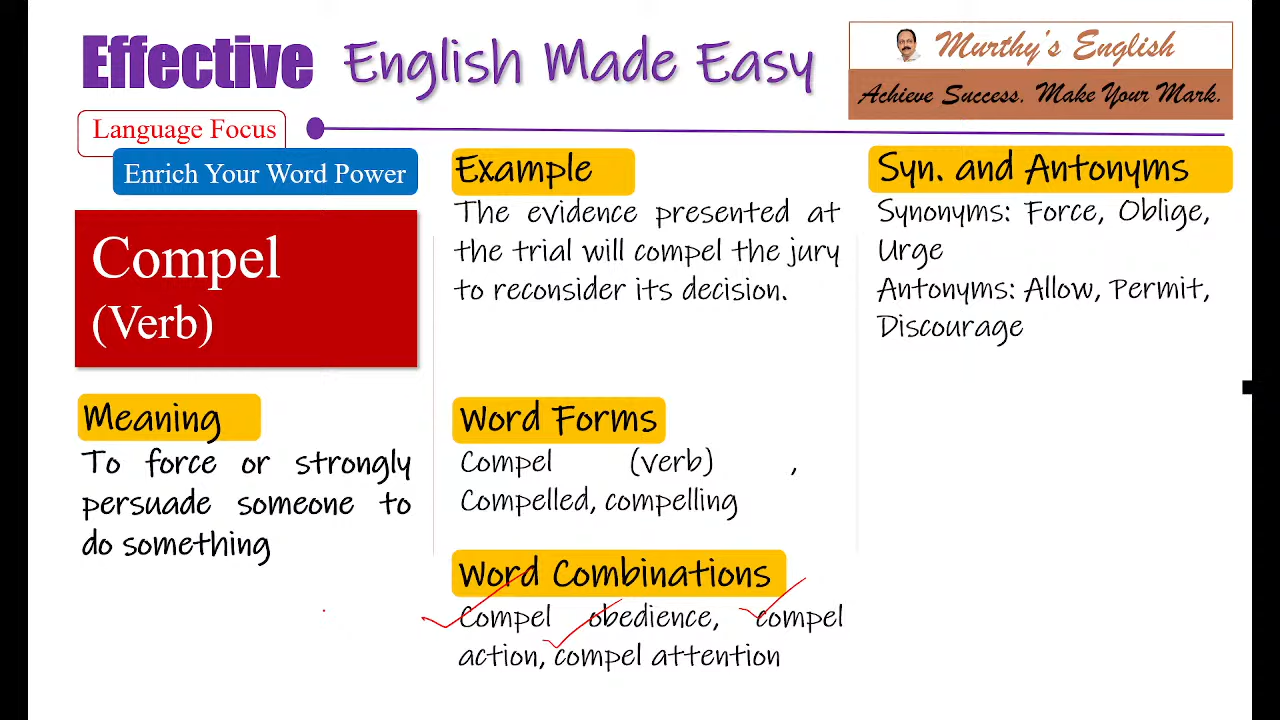 Effective English Made Easy
Murthy's English
Achieve Success. Make Your Mark.
Language Focus
Enrich Your Word Power
Compel
(Verb)
Meaning
To force or strongly
persuade someone to
do something
Example
The evidence presented at
the trial will compel the jury
to reconsider its decision.
Word Forms
Compel (verb) ,
Compelled, compelling
Word Combinations
Compel obedience, compel
action, compel attention
Syn. and Antonyms
Synonyms: Force, Oblige,
Urge
Antonyms: Allow, Permit,
Discourage